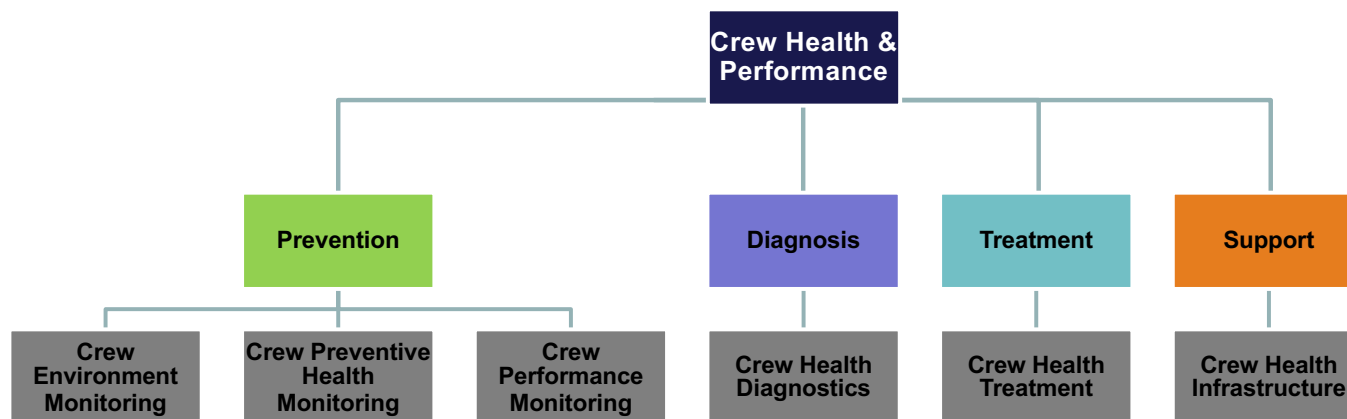 Crew Health &
Performance
Prevention
Diagnosis
Treatment
Support
Crew
Environment
Monitoring
Crew Preventive
Health
Monitoring
Crew
Performance
Monitoring
Crew Health
Diagnostics
Crew Health
Treatment
Crew Health
Infrastructure